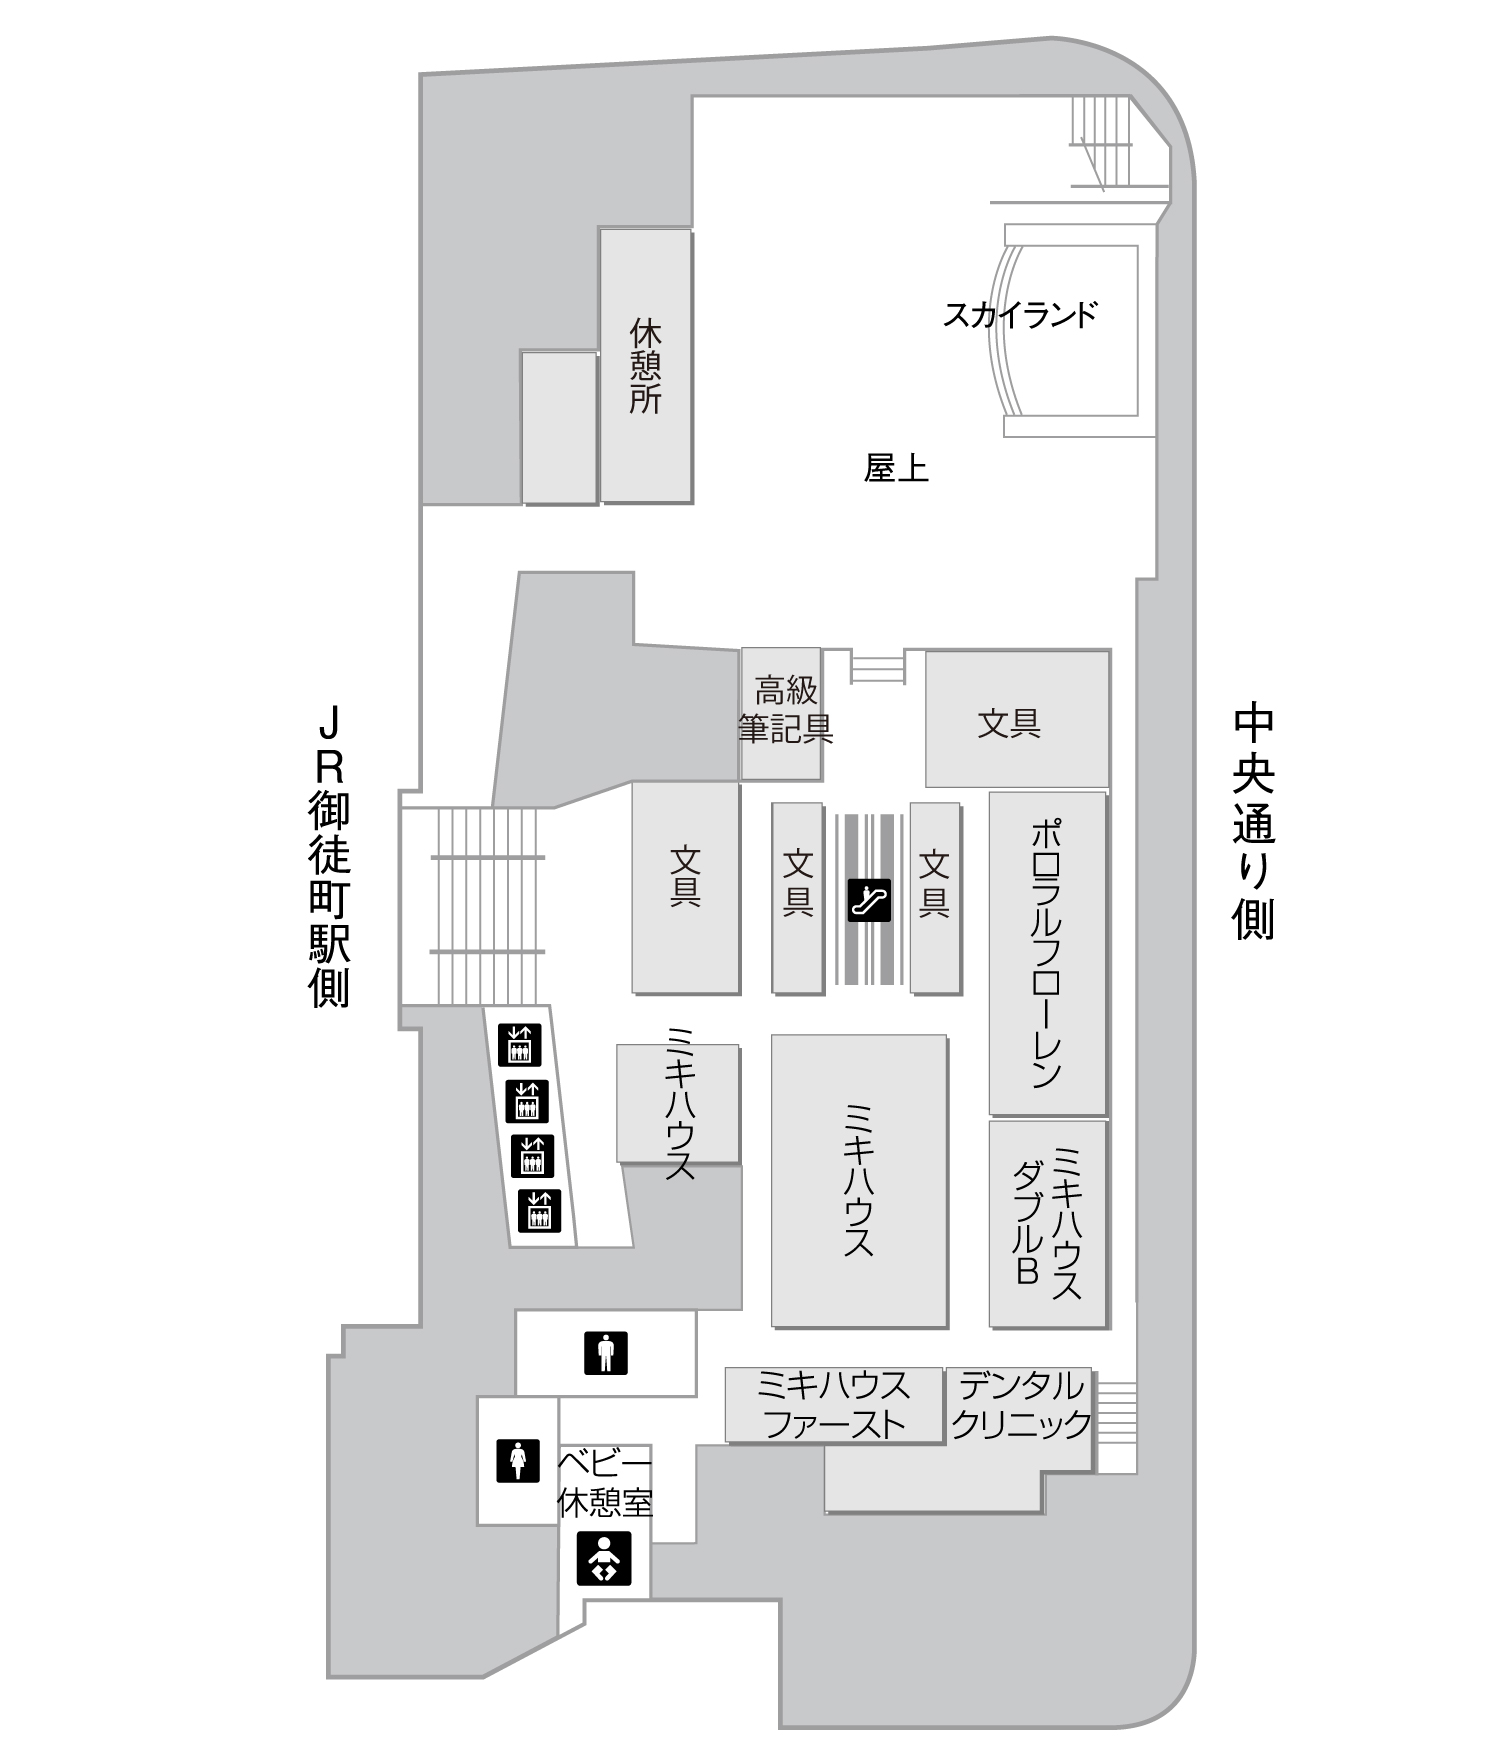 スカイランド
休憩所
屋上
高級
筆記具
文具
JR御徒町駅側
中央通り側
文具
文具
文具
ポロラルフローレン
ミキハウス
ミキハウス
ミキハウス
ダブルB
ミキハウス
ファースト
デンタル
クリニック
ベビー
休憩室